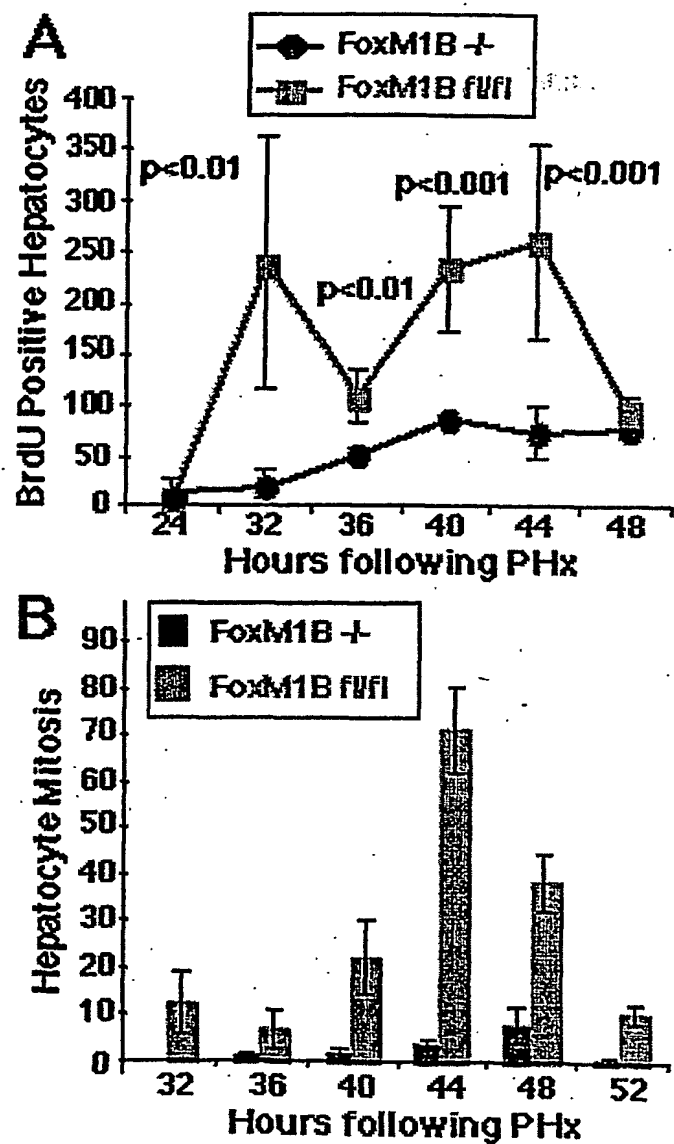 A
FoxM1B -/-
FoxM1B fl/fl
BrdU Positive Hepatocytes
400
350
300
250
200
150
100
50
0
p<0.01
p<0.01
p<0.001
p<0.001
24 32 36 40 44 48
Hours following PHx
B
FoxM1B -/-
FoxM1B fl/fl
Hepatocyte Mitosis
90
80
70
60
50
40
30
20
10
0
32 36 40 44 48 52
Hours following PHx